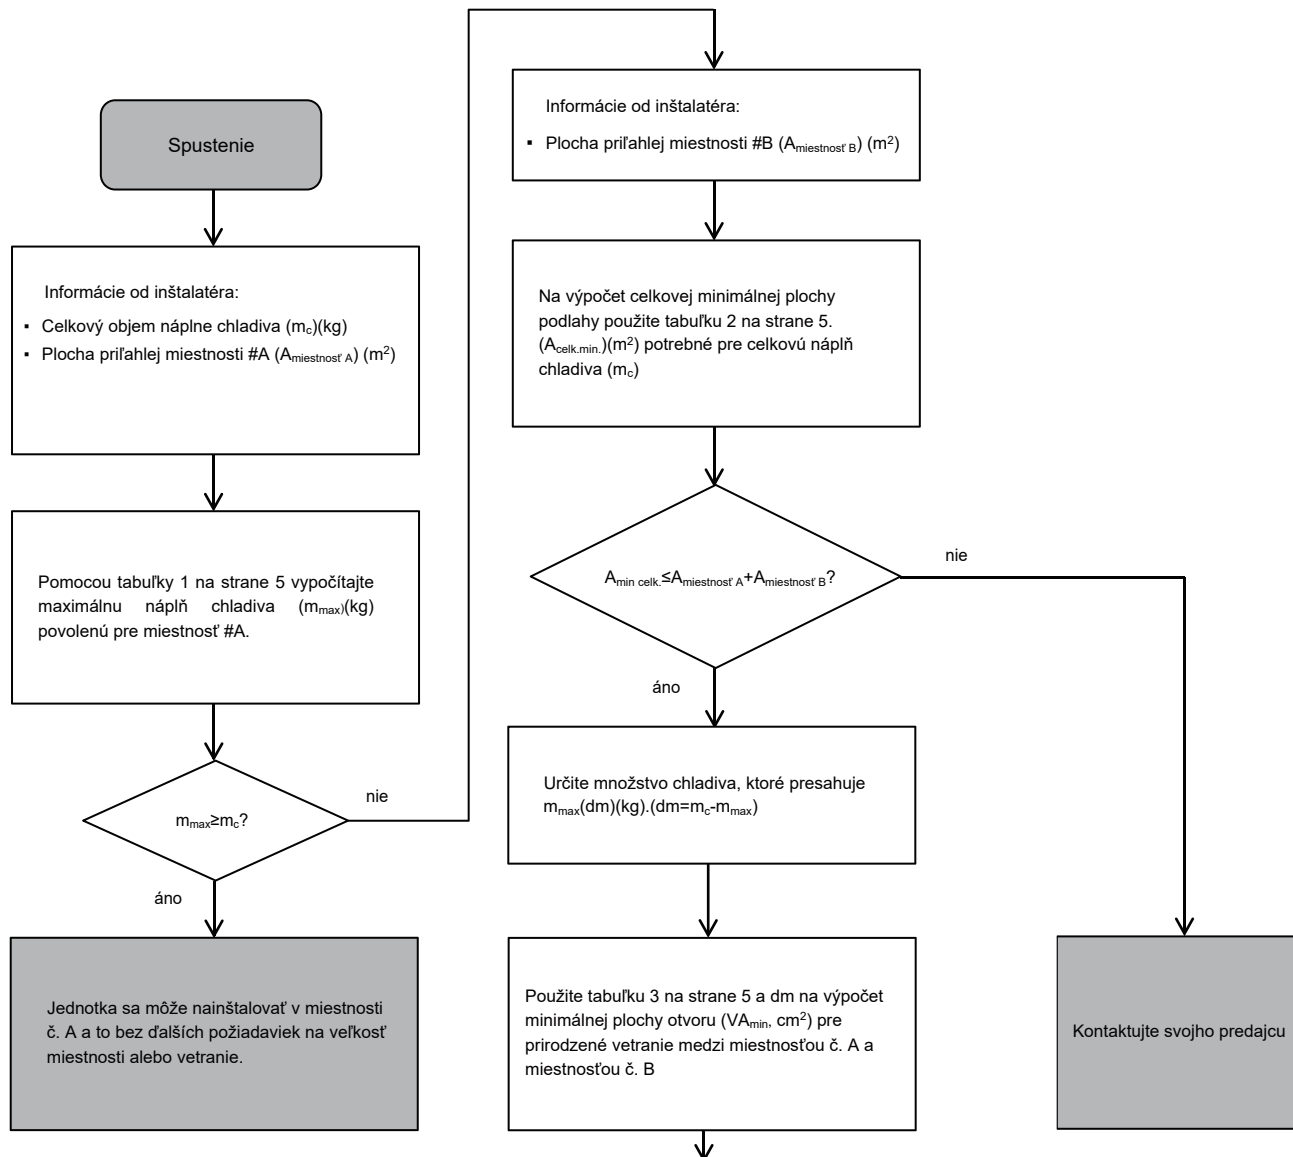 Spustenie
Informácie od inštalatéra:
▪ Celkový objem náplne chladiva (mc)(kg)
▪ Plocha priľahlej miestnosti #A (Amiestnosť A) (m²)
Pomocou tabuľky 1 na strane 5 vypočítajte
maximálnu náplň chladiva (mmax)(kg)
povolenú pre miestnosť #A.
mmax≥mc?
nie
áno
Jednotka sa môže nainštalovať v miestnosti
č. A a to bez ďalších požiadaviek na veľkosť
miestnosti alebo vetranie.
Informácie od inštalatéra:
▪ Plocha priľahlej miestnosti #B (Amiestnosť B) (m²)
Na výpočet celkovej minimálnej plochy
podlahy použite tabuľku 2 na strane 5.
(Acelk.min.)(m²) potrebné pre celkovú náplň
chladiva (mc)
Amin celk.≤Amiestnosť A+Amiestnosť B?
nie
áno
Určite množstvo chladiva, ktoré presahuje
mmax(dm)(kg).(dm=mc-mmax)
Použite tabuľku 3 na strane 5 a dm na výpočet
minimálnej plochy otvoru (VAmin, cm²) pre
prirodzené vetranie medzi miestnosťou č. A a
miestnosťou č. B
Kontaktujte svojho predajcu